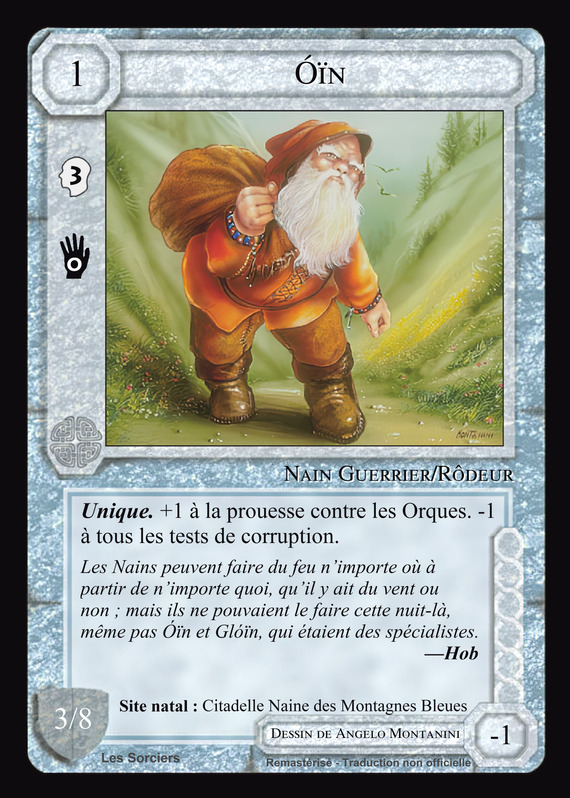 1
Óïn
3
0
Nain Guerrier/Rôdeur
Unique. +1 à la prouesse contre les Orques. -1
à tous les tests de corruption.
Les Nains peuvent faire du feu n’importe où à
partir de n’importe quoi, qu’il y ait du vent ou
non ; mais ils ne pouvaient le faire cette nuit-là,
même pas Óïn et Glóïn, qui étaient des spécialistes.
—Hob
Site natal : Citadelle Naine des Montagnes Bleues
3/8
Dessin de Angelo Montanini
-1
Les Sorciers
Remastérisé - Traduction non officielle